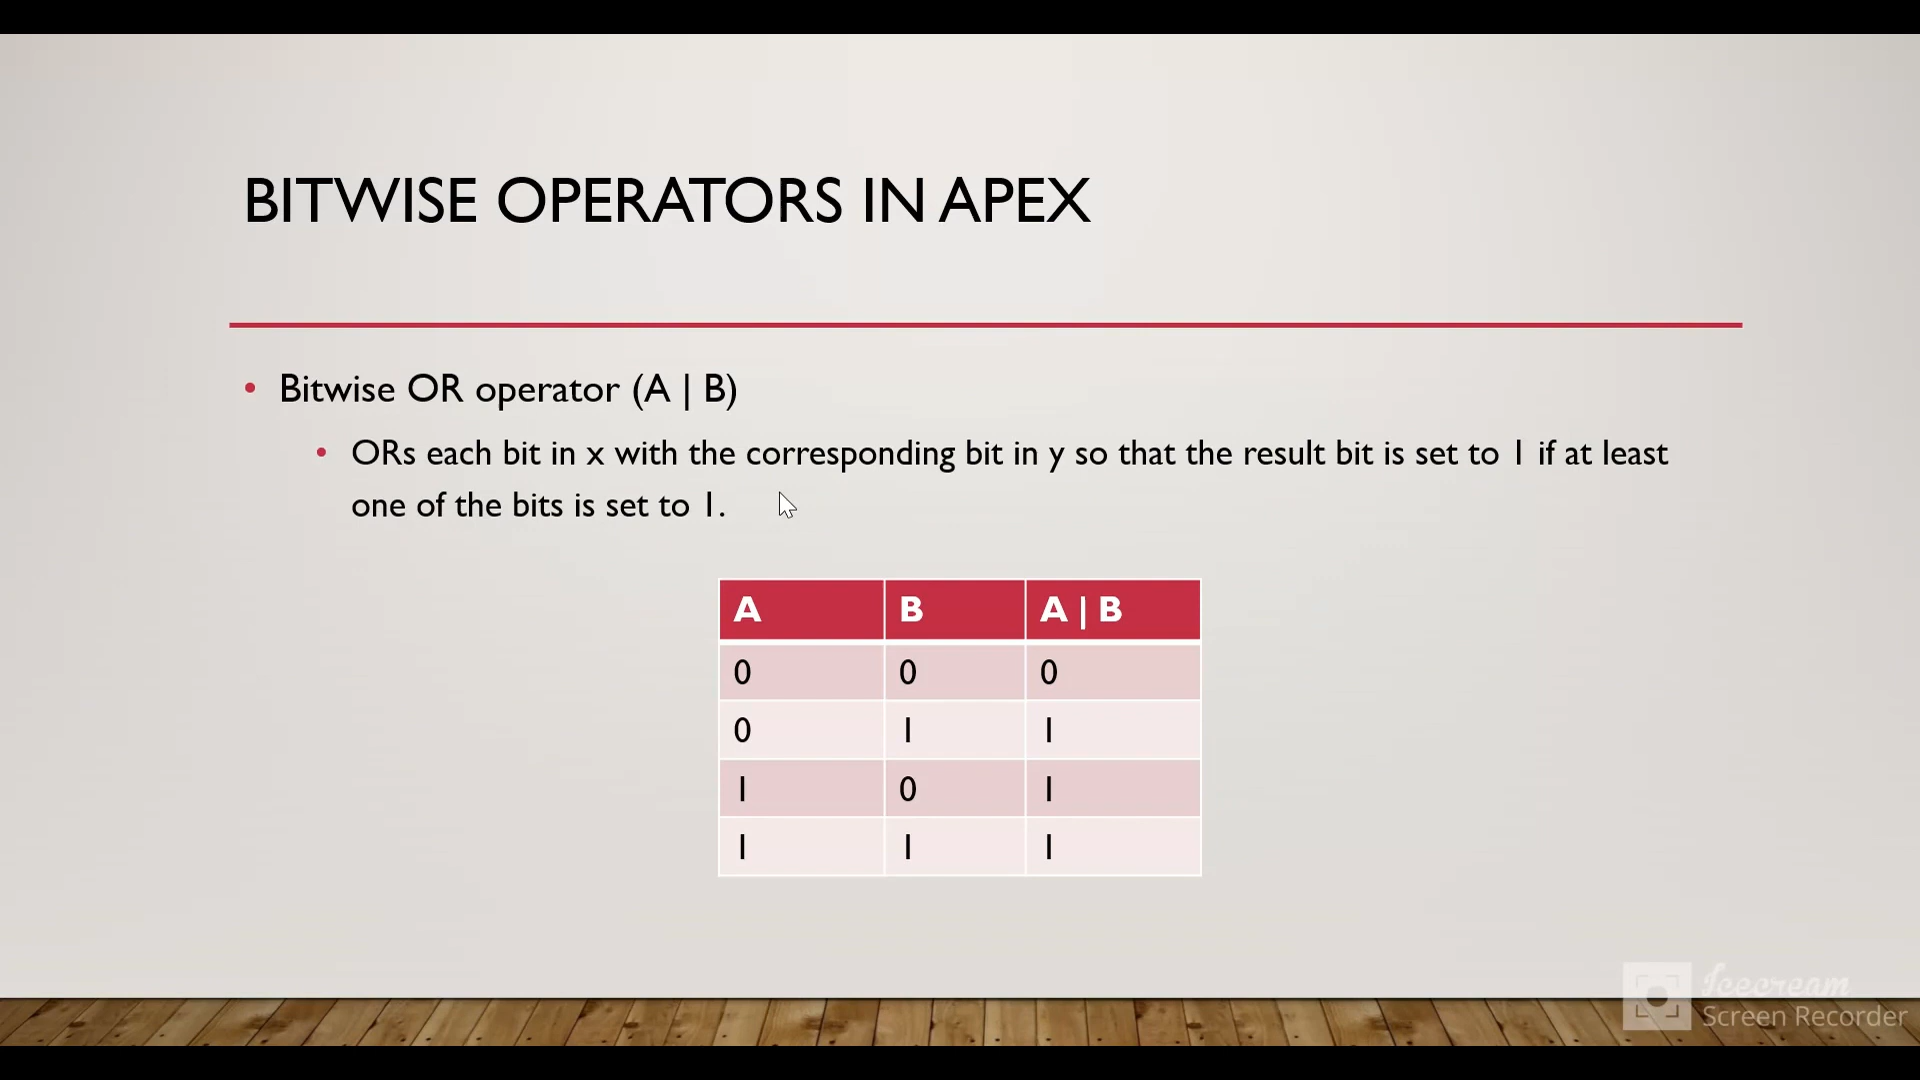 BITWISE OPERATORS IN APEX
• Bitwise OR operator (A | B)
• ORs each bit in x with the corresponding bit in y so that the result bit is set to 1 if at least
one of the bits is set to 1.
A B A | B
0 0 0
0 1 1
1 0 1
1 1 1
Icecream
Screen Recorder